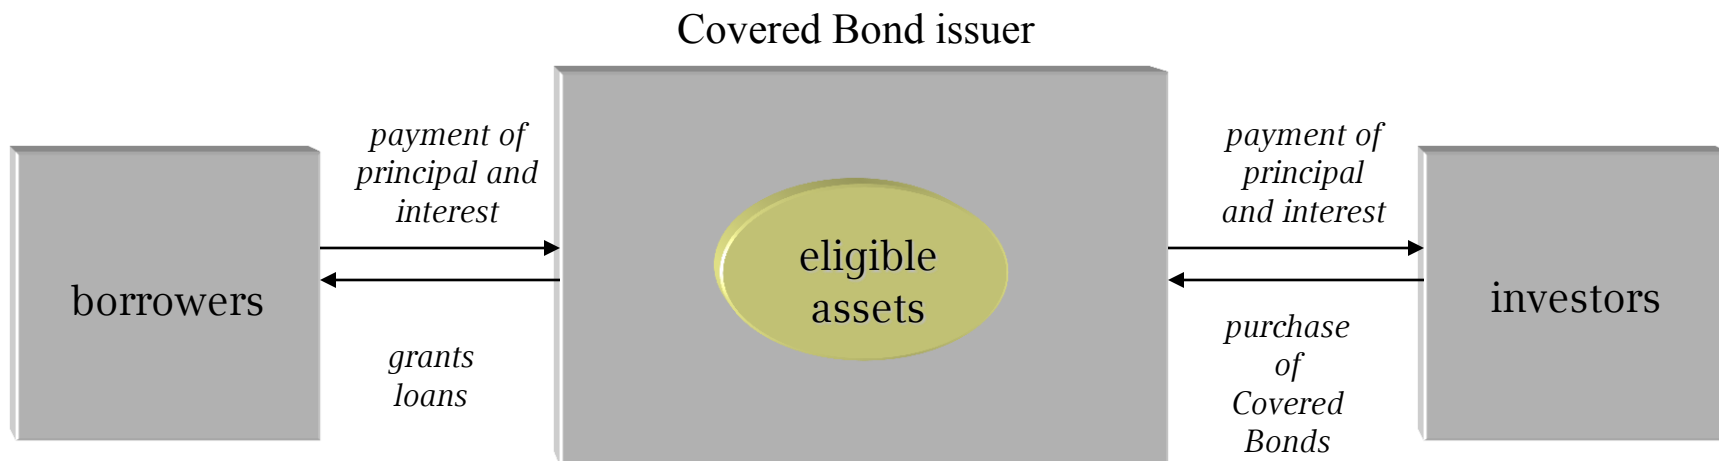 Covered Bond issuer
borrowers
payment of
principal and
interest
grants
loans
eligible
assets
payment of
principal
and interest
purchase
of
Covered
Bonds
investors